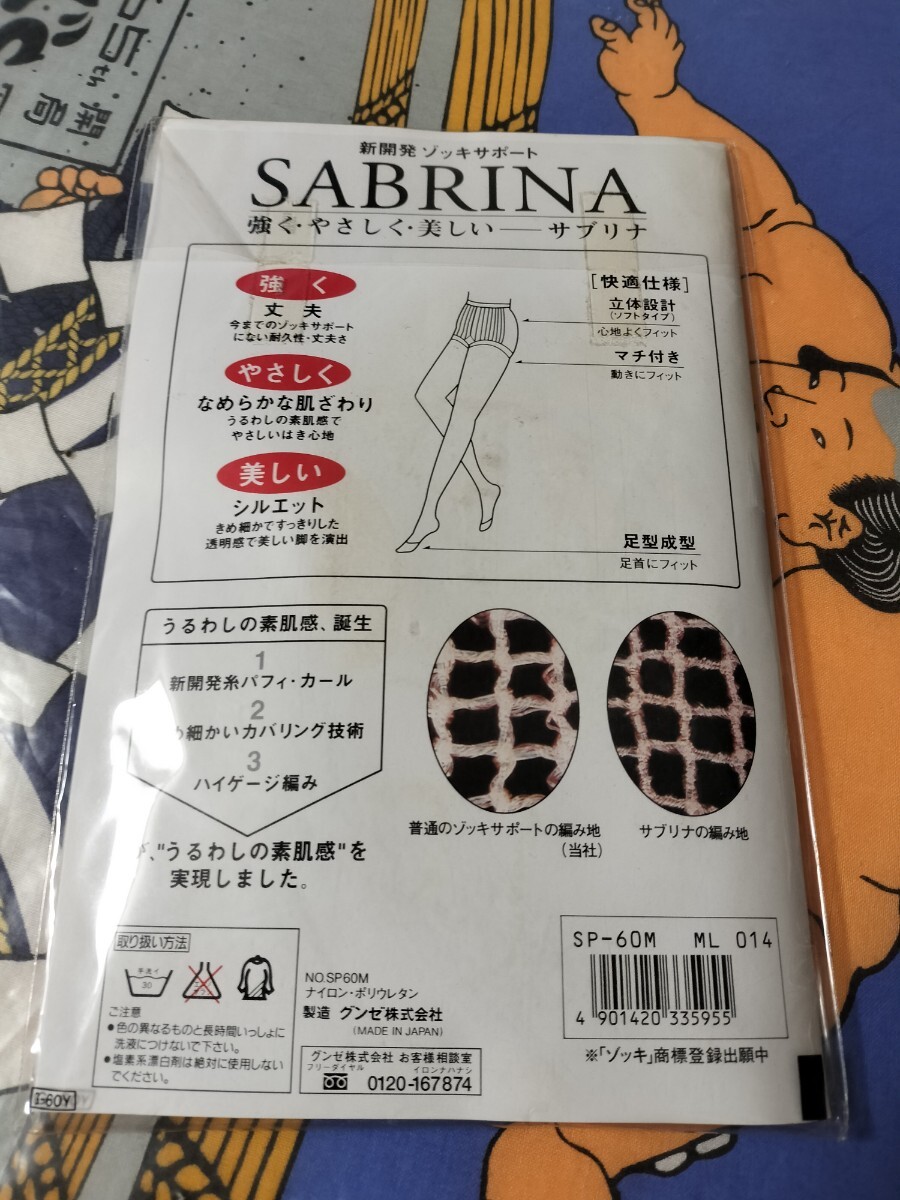 55th
開局
新開発 ゾッキサポート
SABRINA
強く・やさしく・美しい──サブリナ
強く
丈夫
今までのゾッキサポート
にない耐久性・丈夫さ
やさしく
なめらかな肌ざわり
うるわしの素肌感で
やさしいはき心地
美しい
シルエット
きめ細かですっきりした
透明感で美しい脚を演出
[快適仕様]
立体設計
(ソフトタイプ)
心地よくフィット
マチ付き
動きにフィット
足型成型
足首にフィット
うるわしの素肌感、誕生
1
新開発糸パフィ・カール
2
め細かいカバリング技術
3
ハイゲージ編み
が、"うるわしの素肌感"を
実現しました。
普通のゾッキサポートの編み地
(当社)
サブリナの編み地
取り扱い方法
手洗イ
30
ご注意
●色の異なるものと長時間いっしょに
洗液につけないで下さい。
●塩素系漂白剤は絶対に使用しない
でください。
NO.SP60M
ナイロン・ポリウレタン
製造 グンゼ株式会社
(MADE IN JAPAN)
グンゼ株式会社 お客様相談室
フリーダイヤル イロンナハナシ
0120-167874
SP-60M ML 014
4 901420 335955
※「ゾッキ」商標登録出願中